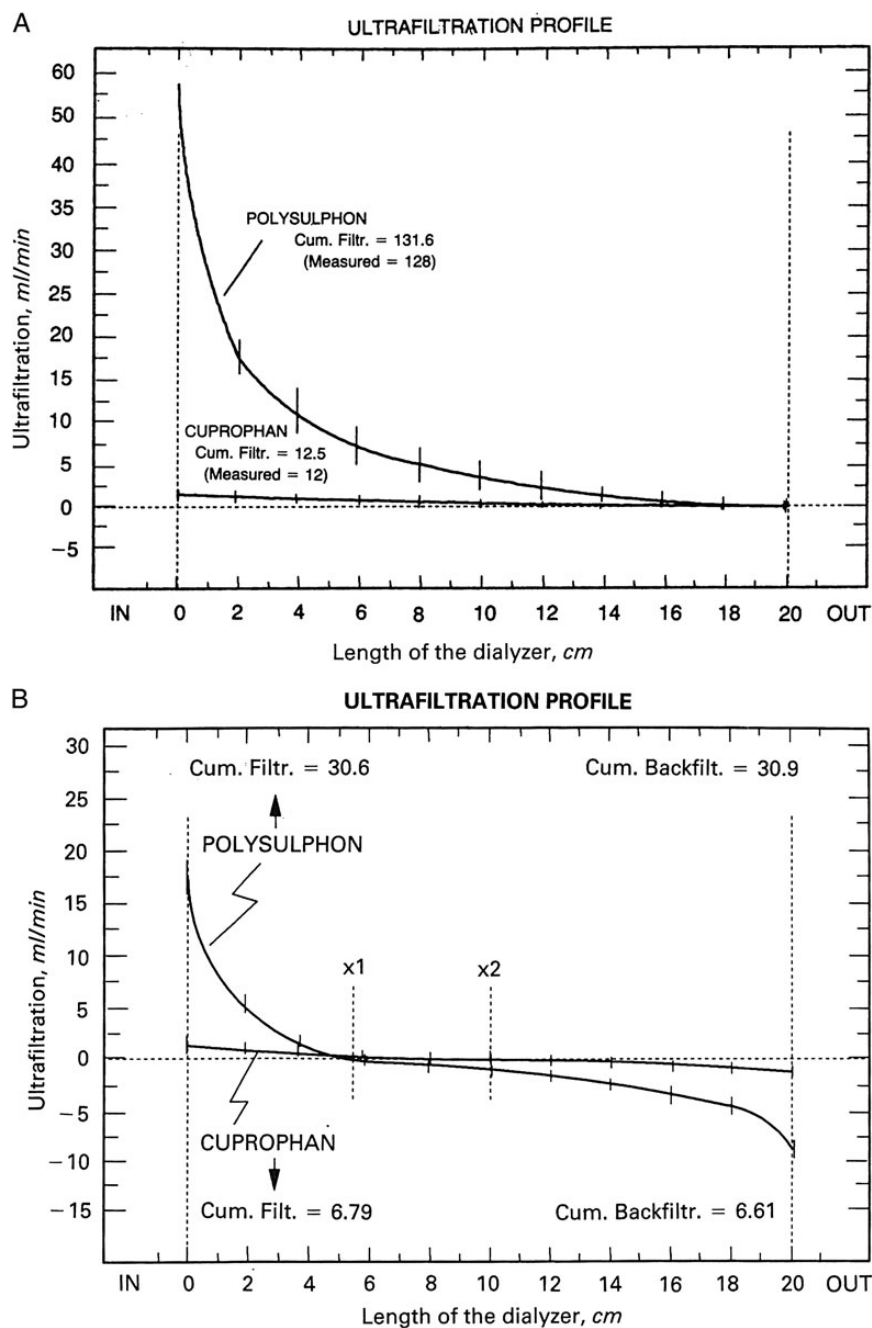 A
ULTRAFILTRATION PROFILE
60
50
40
35
30
25
20
15
10
5
0
−5
Ultrafiltration, ml/min
POLYSULPHON
Cum. Filtr. = 131.6
(Measured = 128)
CUPROPHAN
Cum. Filtr. = 12.5
(Measured = 12)
IN 0 2 4 6 8 10 12 14 16 18 20 OUT
Length of the dialyzer, cm
B
ULTRAFILTRATION PROFILE
30
25
20
15
10
5
0
−5
−10
−15
Ultrafiltration, ml/min
Cum. Filtr. = 30.6
Cum. Backfilt. = 30.9
POLYSULPHON
x1
x2
CUPROPHAN
Cum. Filt. = 6.79
Cum. Backfiltr. = 6.61
IN 0 2 4 6 8 10 12 14 16 18 20 OUT
Length of the dialyzer, cm